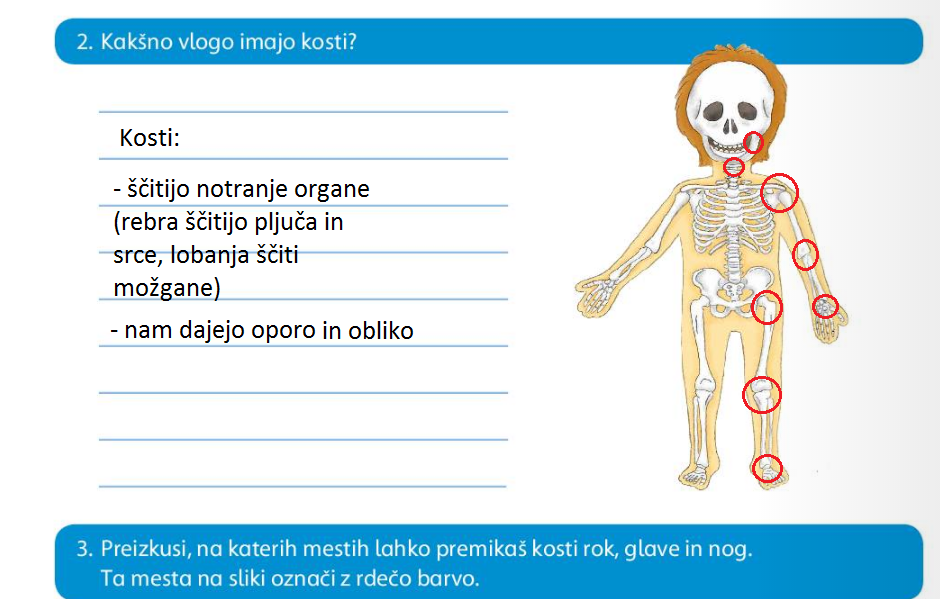 2. Kakšno vlogo imajo kosti?
Kosti:
- ščitijo notranje organe
(rebra ščitijo pljuča in
srce, lobanja ščiti
možgane)
- nam dajejo oporo in obliko
3. Preizkusi, na katerih mestih lahko premikaš kosti rok, glave in nog.
Ta mesta na sliki označi z rdečo barvo.